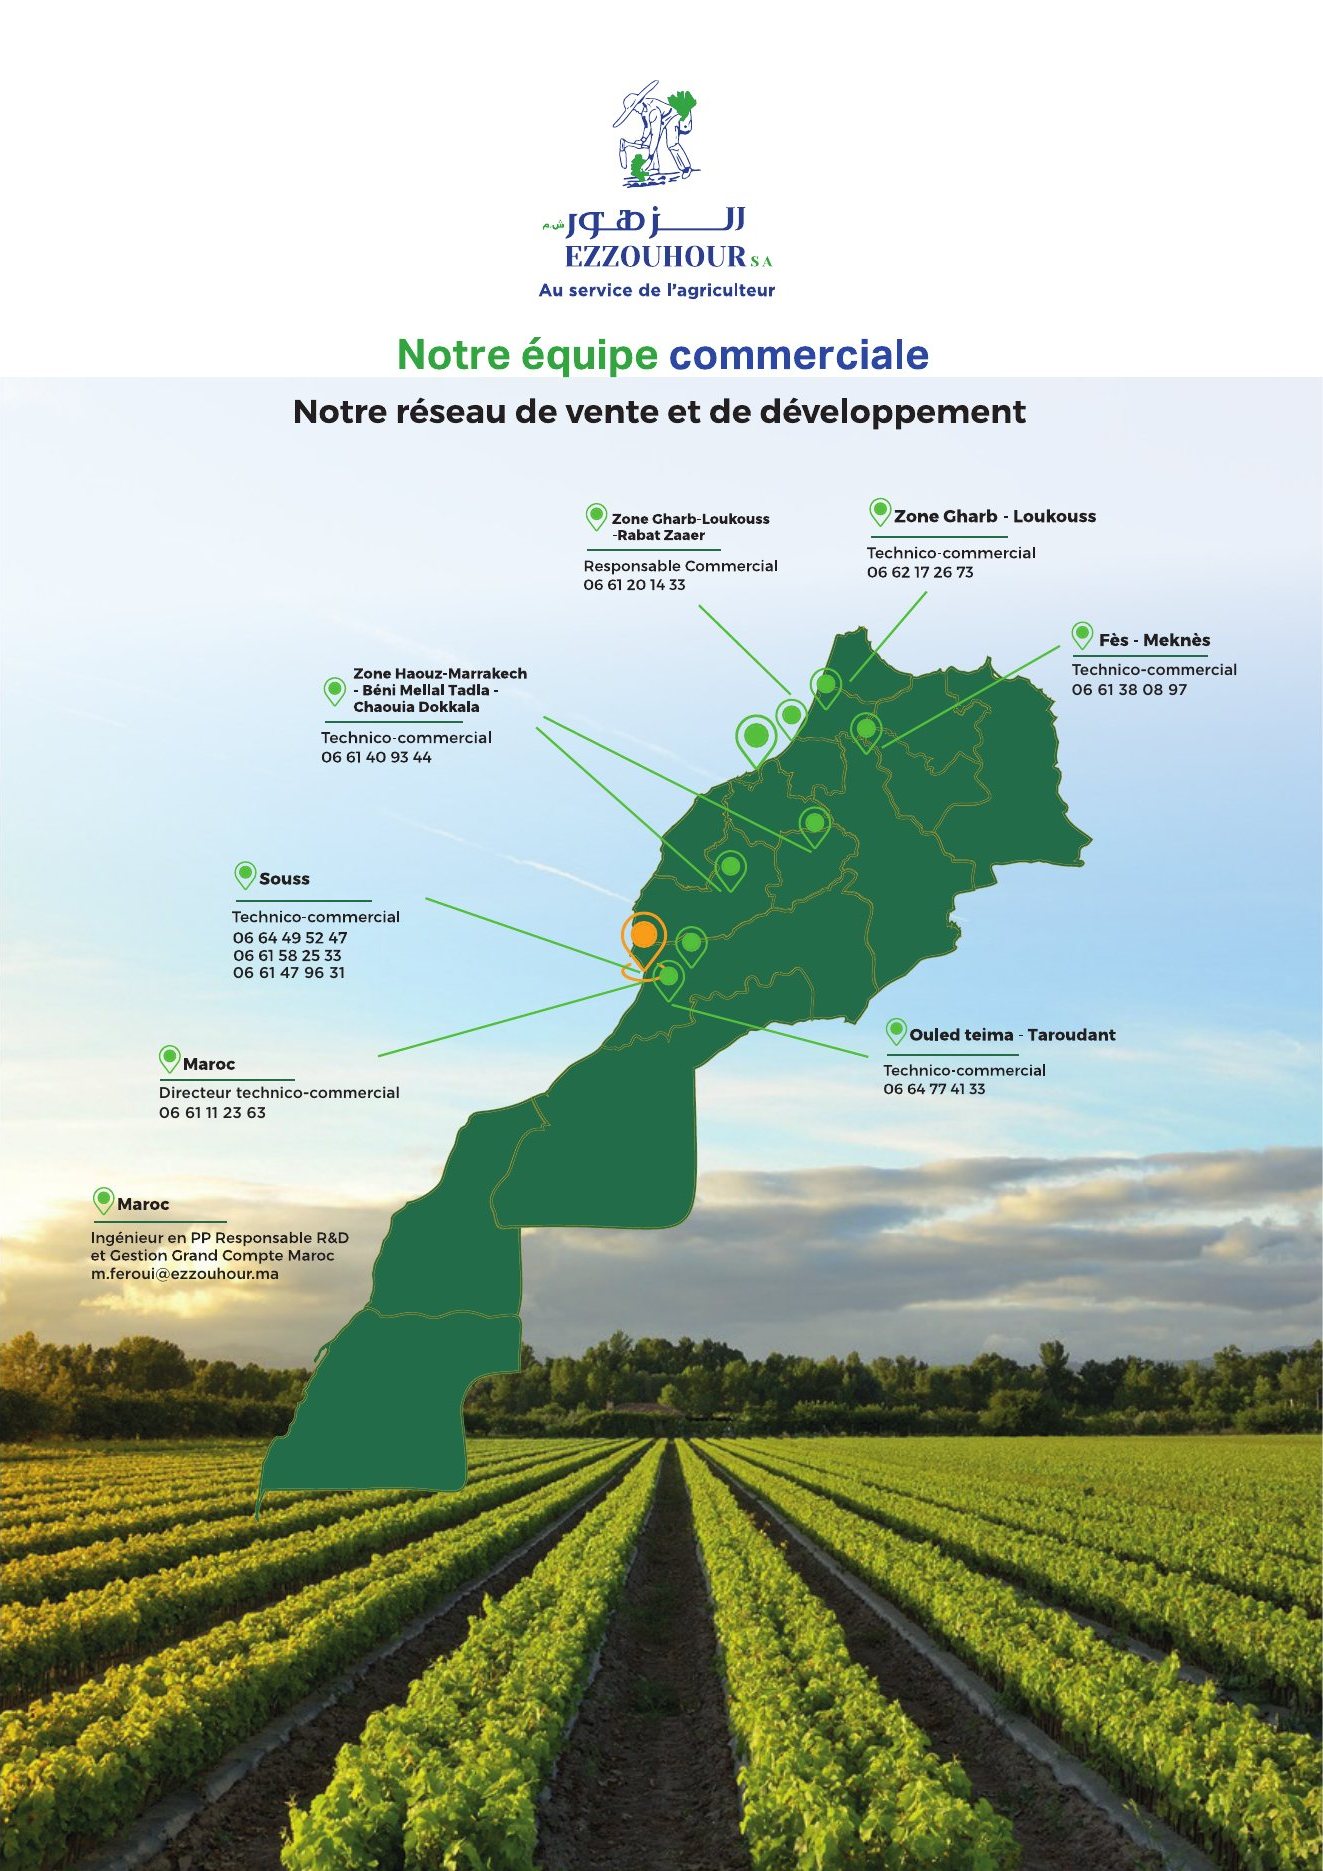 الزهور ش.م
EZZOUHOUR SA
Au service de l'agriculteur
Notre équipe commerciale
Notre réseau de vente et de développement
Zone Gharb-Loukouss
-Rabat Zaaer
Responsable Commercial
06 61 20 14 33
Zone Gharb - Loukouss
Technico-commercial
06 62 17 26 73
Fès - Meknès
Technico-commercial
06 61 38 08 97
Zone Haouz-Marrakech
- Béni Mellal Tadla -
Chaouia Dokkala
Technico-commercial
06 61 40 93 44
Souss
Technico-commercial
06 64 49 52 47
06 61 58 25 33
06 61 47 96 31
Ouled teima - Taroudant
Technico-commercial
06 64 77 41 33
Maroc
Directeur technico-commercial
06 61 11 23 63
Maroc
Ingénieur en PP Responsable R&D
et Gestion Grand Compte Maroc
m.feroui@ezzouhour.ma